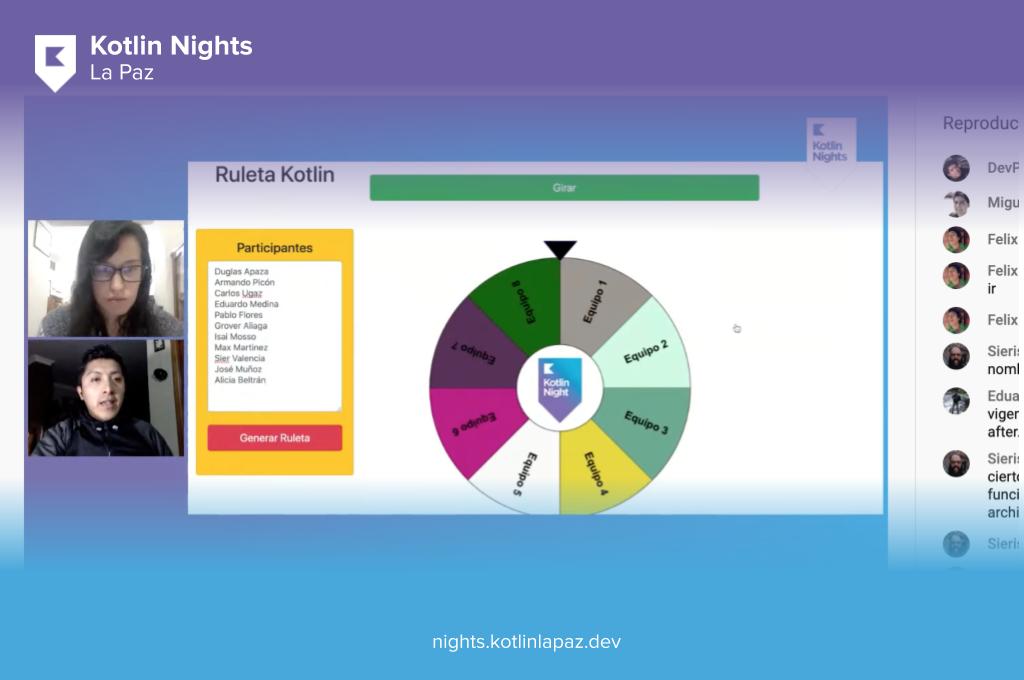 Kotlin Nights
La Paz
Reproduc
Kotlin
Nights
Ruleta Kotlin
Girar
Participantes
Duglas Apaza
Armando Picón
Carlos Ugaz
Eduardo Medina
Pablo Flores
Grover Aliaga
Isai Mosso
Max Martinez
Sier Valencia
José Muñoz
Alicia Beltrán
Generar Ruleta
Equipo 1
Equipo 2
Equipo 3
Equipo 4
Equipo 5
Equipo 6
Equipo 7
Equipo 8
Kotlin
Night
DevF
Migu
Felix
Felix
ir
Felix
Sieris
noml
Edua
viger
after.
Sieris
cierto
funci
archi
Sieris
nights.kotlinlapaz.dev